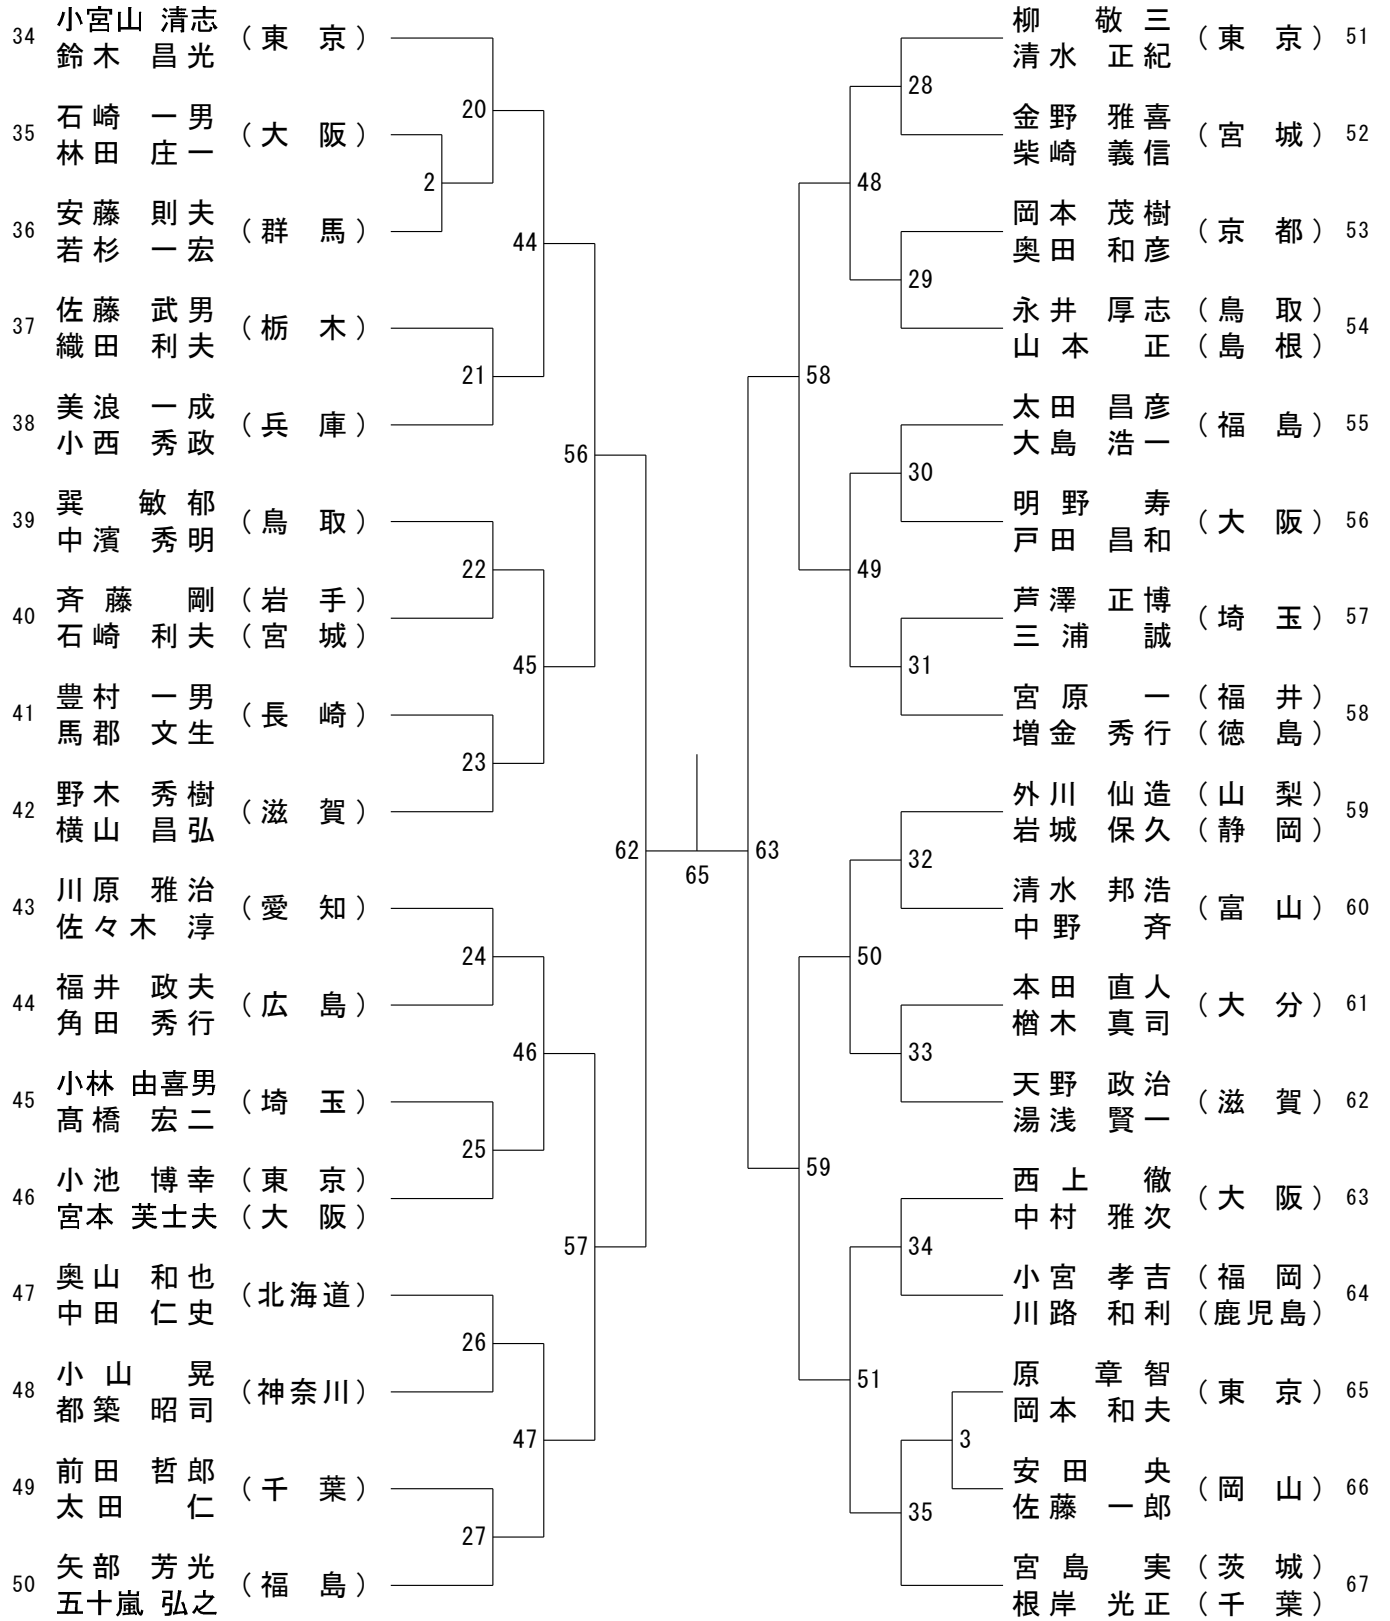 34 小宮山 清志 (東京)
鈴木 昌光
35 石崎 一男 (大阪)
林田 庄一
36 安藤 則夫 (群馬)
若杉 一宏
37 佐藤 武男 (栃木)
織田 利夫
38 美浪 一成 (兵庫)
小西 秀政
39 巽 敏郁 (鳥取)
中濱 秀明
40 斉藤 剛 (岩手)
石崎 利夫 (宮城)
41 豊村 一男 (長崎)
馬郡 文生
42 野木 秀樹 (滋賀)
横山 昌弘
43 川原 雅治 (愛知)
佐々木 淳
44 福井 政夫 (広島)
角田 秀行
45 小林 由喜男 (埼玉)
髙橋 宏二
46 小池 博幸 (東京)
宮本 芙士夫 (大阪)
47 奥山 和也 (北海道)
中田 仁史
48 小山 晃 (神奈川)
都築 昭司
49 前田 哲郎 (千葉)
太田 仁
50 矢部 芳光 (福島)
五十嵐 弘之
20
2
44
21
56
22
45
23
62
24
46
25
57
26
47
27
65
63
28
48
29
58
30
49
31
32
50
33
59
34
51
3
35
柳 敬三 (東京) 51
清水 正紀
金野 雅喜 (宮城) 52
柴崎 義信
岡本 茂樹 (京都) 53
奥田 和彦
永井 厚志 (鳥取) 54
山本 正 (島根)
太田 昌彦 (福島) 55
大島 浩一
明野 寿 (大阪) 56
戸田 昌和
芦澤 正博 (埼玉) 57
三浦 誠
宮原 一 (福井) 58
増金 秀行 (徳島)
外川 仙造 (山梨) 59
岩城 保久 (静岡)
清水 邦浩 (富山) 60
中野 斉
本田 直人 (大分) 61
楢木 真司
天野 政治 (滋賀) 62
湯浅 賢一
西上 徹 (大阪) 63
中村 雅次
小宮 孝吉 (福岡) 64
川路 和利 (鹿児島)
原 章智 (東京) 65
岡本 和夫
安田 央 (岡山) 66
佐藤 一郎
宮島 実 (茨城) 67
根岸 光正 (千葉)